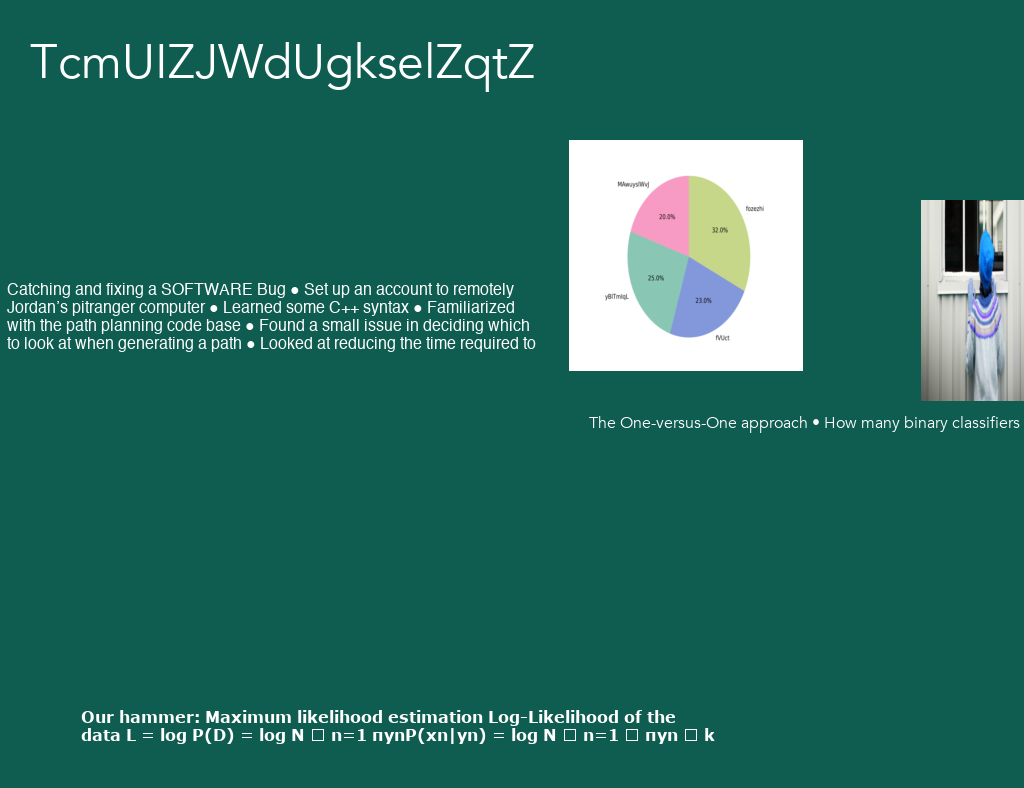 TcmUIZJWdUgkselZqtZ
MAwuyslWvJ
fozezhi
20.0%
32.0%
25.0%
23.0%
yBlTmlqL
fVUct
Catching and fixing a SOFTWARE Bug ● Set up an account to remotely
Jordan’s pitranger computer ● Learned some C++ syntax ● Familiarized
with the path planning code base ● Found a small issue in deciding which
to look at when generating a path ● Looked at reducing the time required to
The One-versus-One approach • How many binary classifiers
Our hammer: Maximum likelihood estimation Log-Likelihood of the
data L = log P(D) = log N □ n=1 πynP(xn|yn) = log N □ n=1 □ πyn □ k